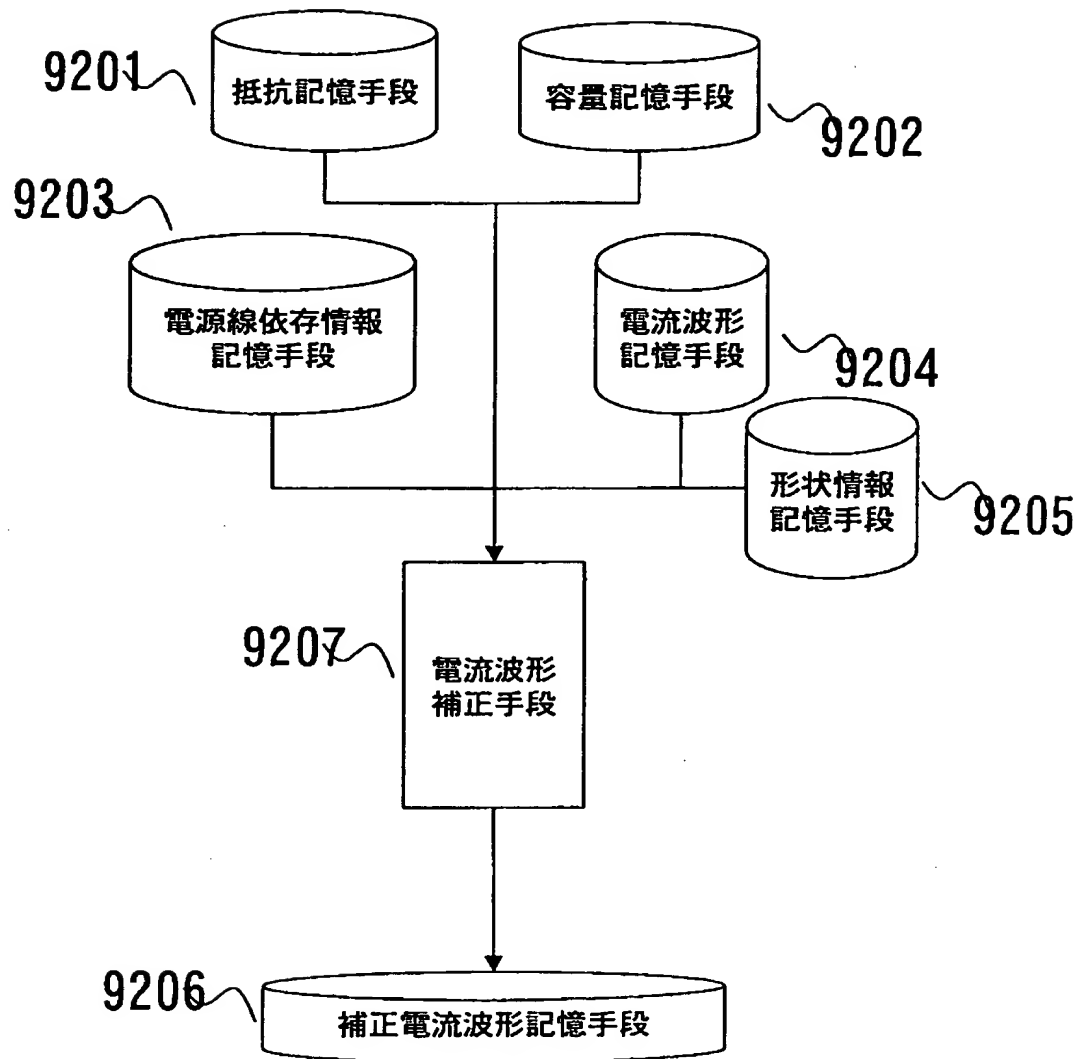 9201
抵抗記憶手段
容量記憶手段
9202
9203
電源線依存情報
記憶手段
電流波形
記憶手段
9204
形状情報
記憶手段
9205
9207
電流波形
補正手段
9206
補正電流波形記憶手段